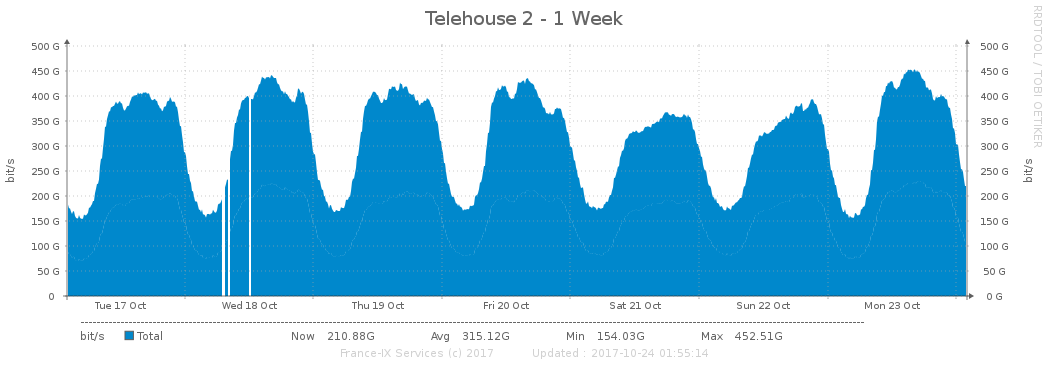 Telehouse 2 - 1 Week
RRDTOOL / TOBI OETIKER
500 G 500 G
450 G 450 G
400 G 400 G
350 G 350 G
300 G 300 G
250 G 250 G
200 G 200 G
150 G 150 G
100 G 100 G
50 G 50 G
0 0 G
bit/s
bit/s
Tue 17 Oct Wed 18 Oct Thu 19 Oct Fri 20 Oct Sat 21 Oct Sun 22 Oct Mon 23 Oct
bit/s Total Now 210.88G Avg 315.12G Min 154.03G Max 452.51G
France-IX Services (c) 2017 Updated : 2017-10-24 01:55:14